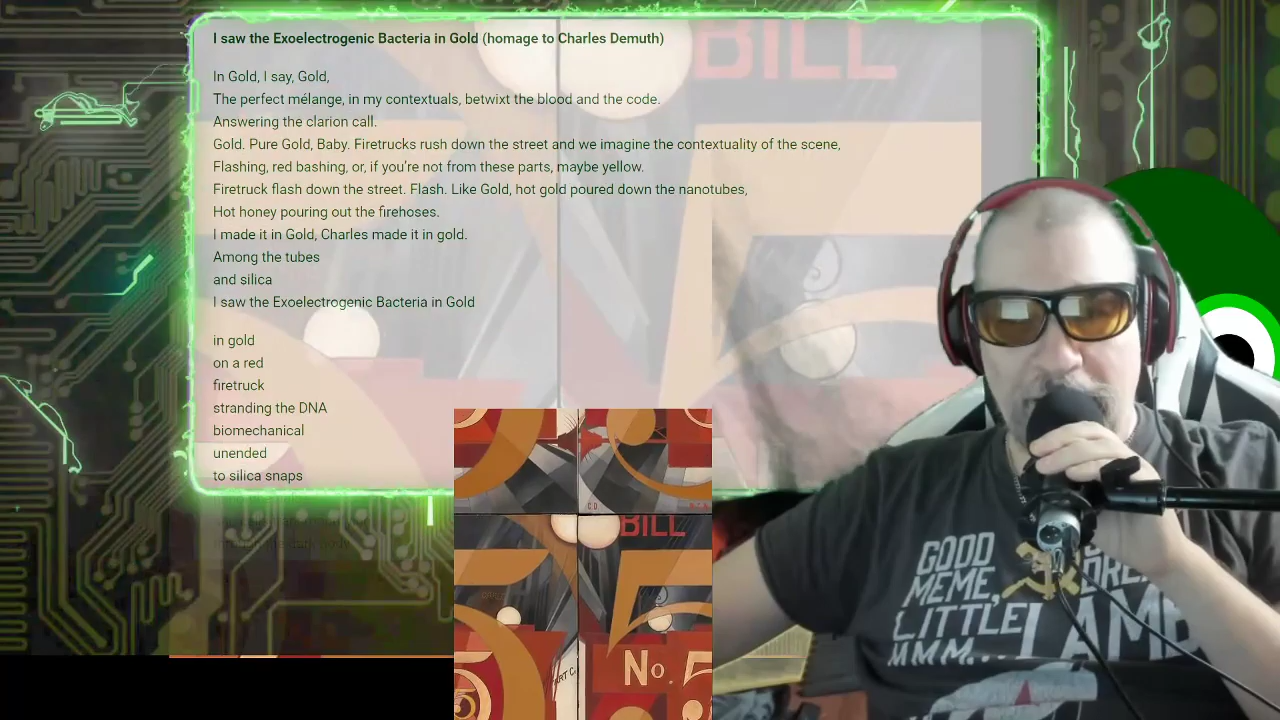 I saw the Exoelectrogenic Bacteria in Gold (homage to Charles Demuth)
In Gold, I say, Gold,
The perfect mélange, in my contextuals, betwixt the blood and the code.
Answering the clarion call.
Gold. Pure Gold, Baby. Firetrucks rush down the street and we imagine the contextuality of the scene,
Flashing, red bashing, or, if you're not from these parts, maybe yellow.
Firetruck flash down the street. Flash. Like Gold, hot gold poured down the nanotubes,
Hot honey pouring out the firehoses.
I made it in Gold, Charles made it in gold.
Among the tubes
and silica
I saw the Exoelectrogenic Bacteria in Gold
in gold
on a red
firetruck
stranding the DNA
biomechanical
unended
to silica snaps
BILL
BILL
5
5
No. 5
ART Co.
GOOD
MEME,
LITTLE
LAMB
MMM...